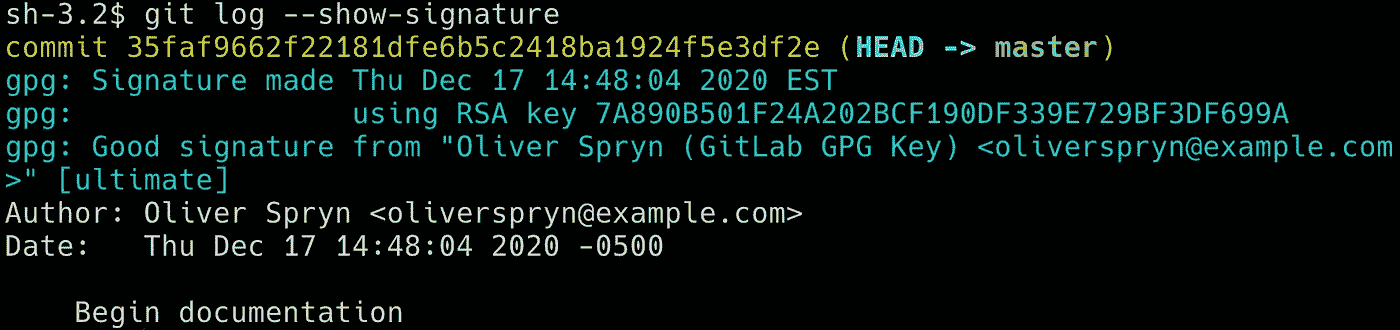 sh-3.2$ git log --show-signature
commit 35faf9662f22181dfe6b5c2418ba1924f5e3df2e (HEAD -> master)
gpg: Signature made Thu Dec 17 14:48:04 2020 EST
gpg:                using RSA key 7A890B501F24A202BCF190DF339E729BF3DF699A
gpg: Good signature from "Oliver Spryn (GitLab GPG Key) <oliverspryn@example.com
>" [ultimate]
Author: Oliver Spryn <oliverspryn@example.com>
Date:   Thu Dec 17 14:48:04 2020 -0500
    Begin documentation